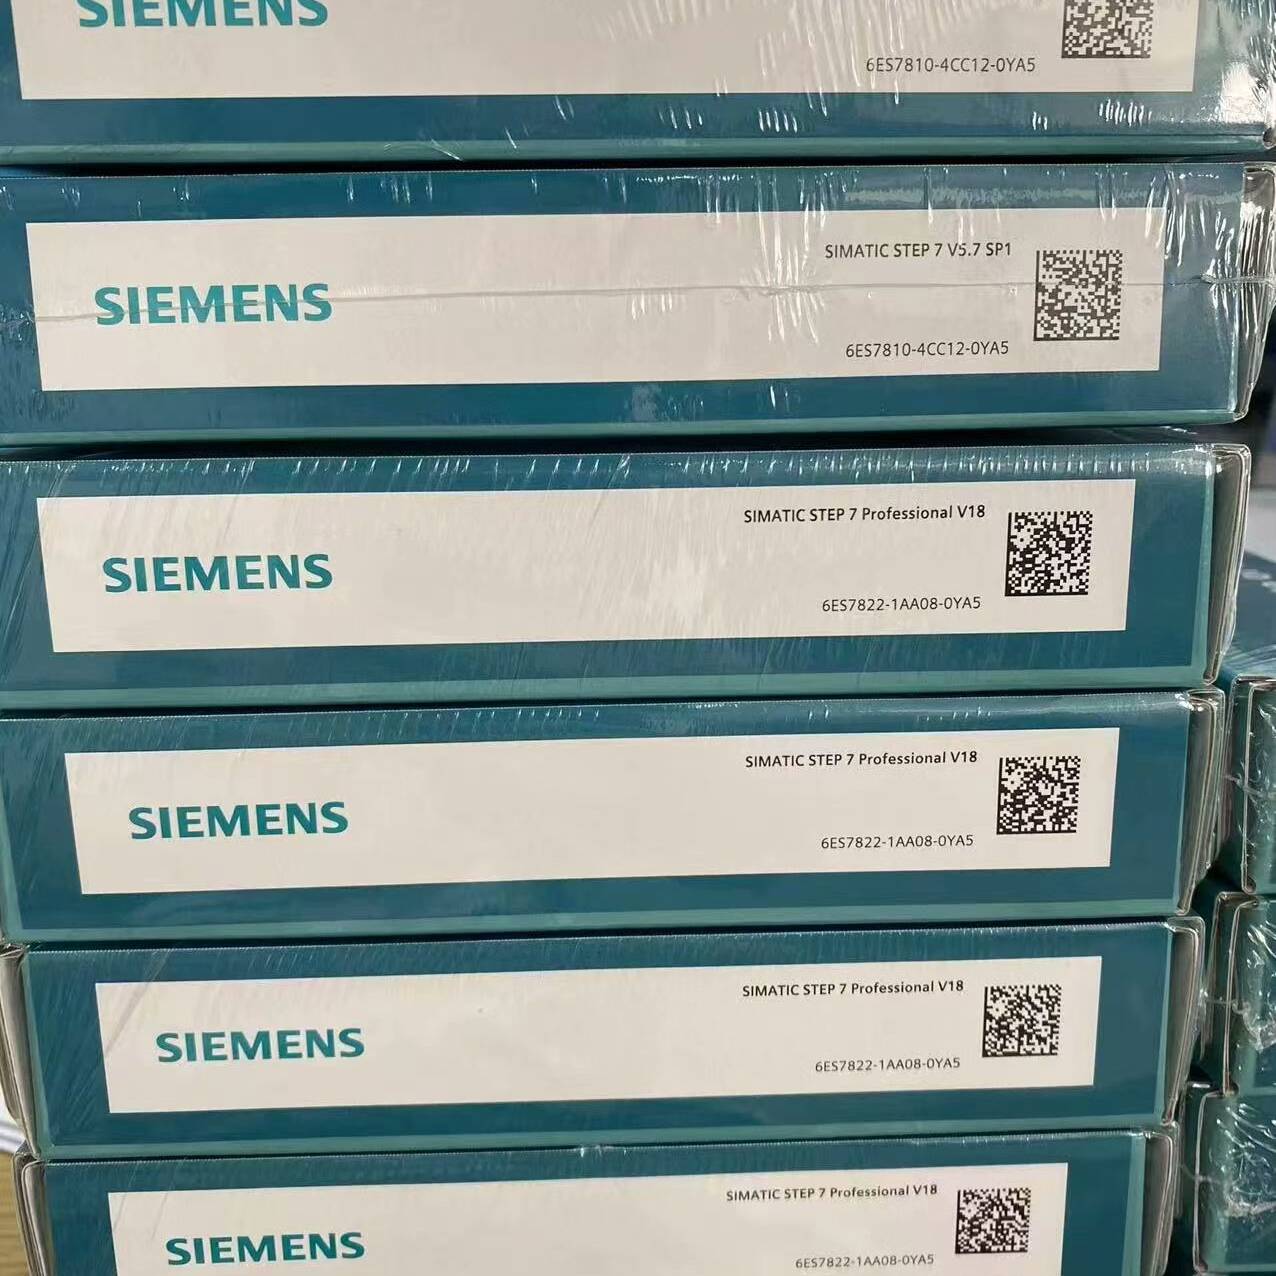 SIEMENS
6ES7810-4CC12-0YA5
SIMATIC STEP 7 V5.7 SP1
SIEMENS
6ES7810-4CC12-0YA5
SIMATIC STEP 7 Professional V18
SIEMENS
6ES7822-1AA08-0YA5
SIMATIC STEP 7 Professional V18
SIEMENS
6ES7822-1AA08-0YA5
SIMATIC STEP 7 Professional V18
SIEMENS
6ES7822-1AA08-0YA5
SIMATIC STEP 7 Professional V18
SIEMENS
6ES7822-1AA08-0YA5